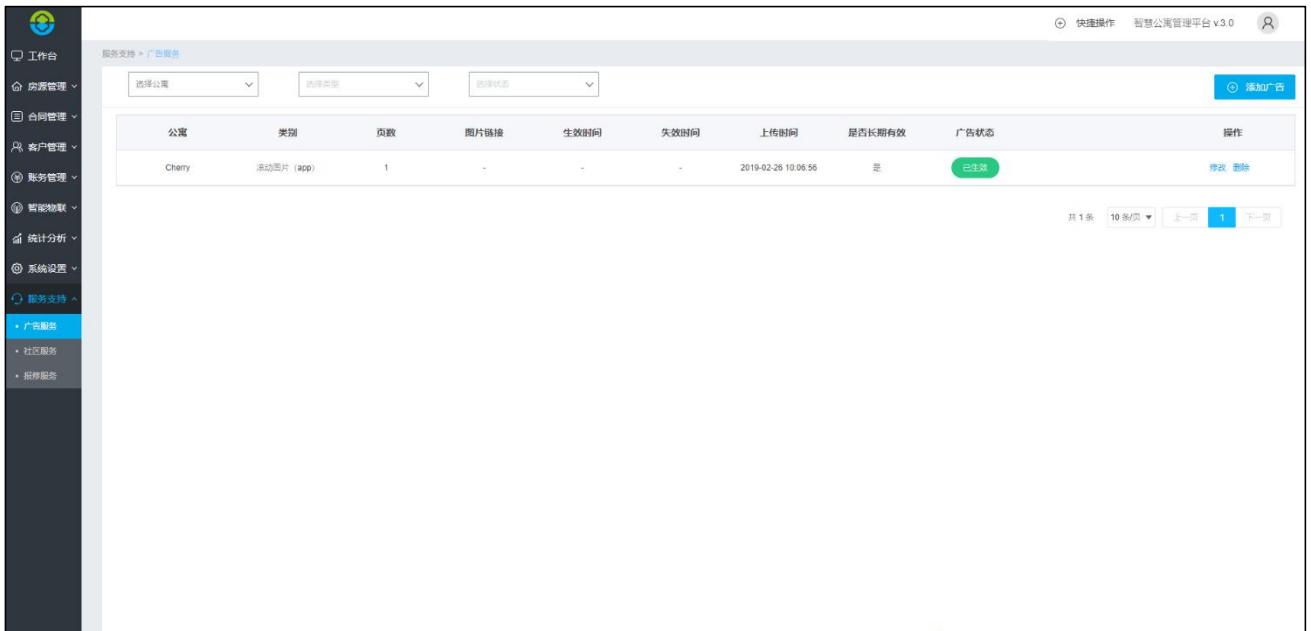 快捷操作 智慧公寓管理平台 v.3.0
工作台
房源管理
合同管理
客户管理
账务管理
智能物联
统计分析
系统设置
服务支持
广告服务
社区服务
报修服务
服务支持 > 广告服务
选择公寓 选择类型 选择状态 添加广告
公寓 类别 页数 图片链接 生效时间 失效时间 上传时间 是否长期有效 广告状态 操作
Cherry 滚动图片（app） 1 - - - 2019-02-26 10:06:56 是 已生效 修改 删除
共 1 条 10 条/页 上一页 1 下一页